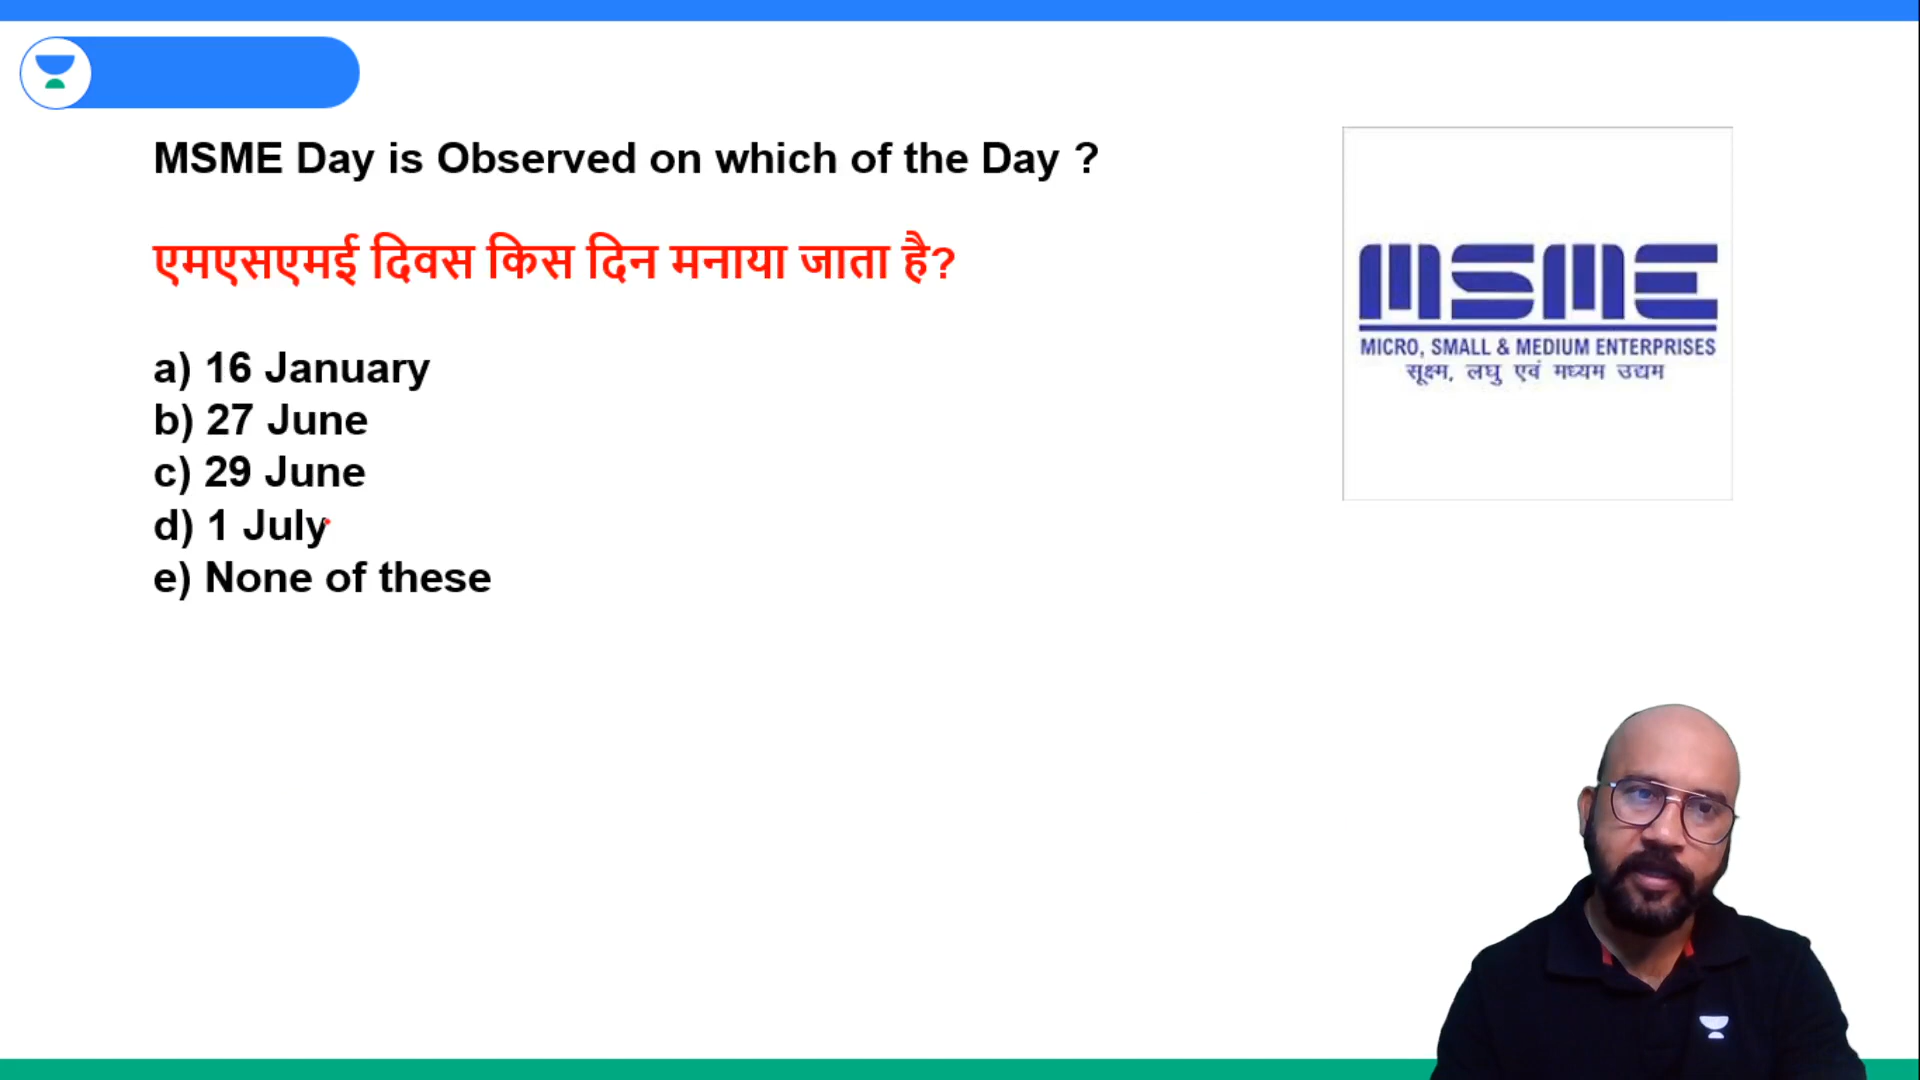 MSME Day is Observed on which of the Day ?
एमएसएमई दिवस किस दिन मनाया जाता है?
a) 16 January
b) 27 June
c) 29 June
d) 1 July
e) None of these
MSME
MICRO, SMALL & MEDIUM ENTERPRISES
सूक्ष्म, लघु एवं मध्यम उद्यम